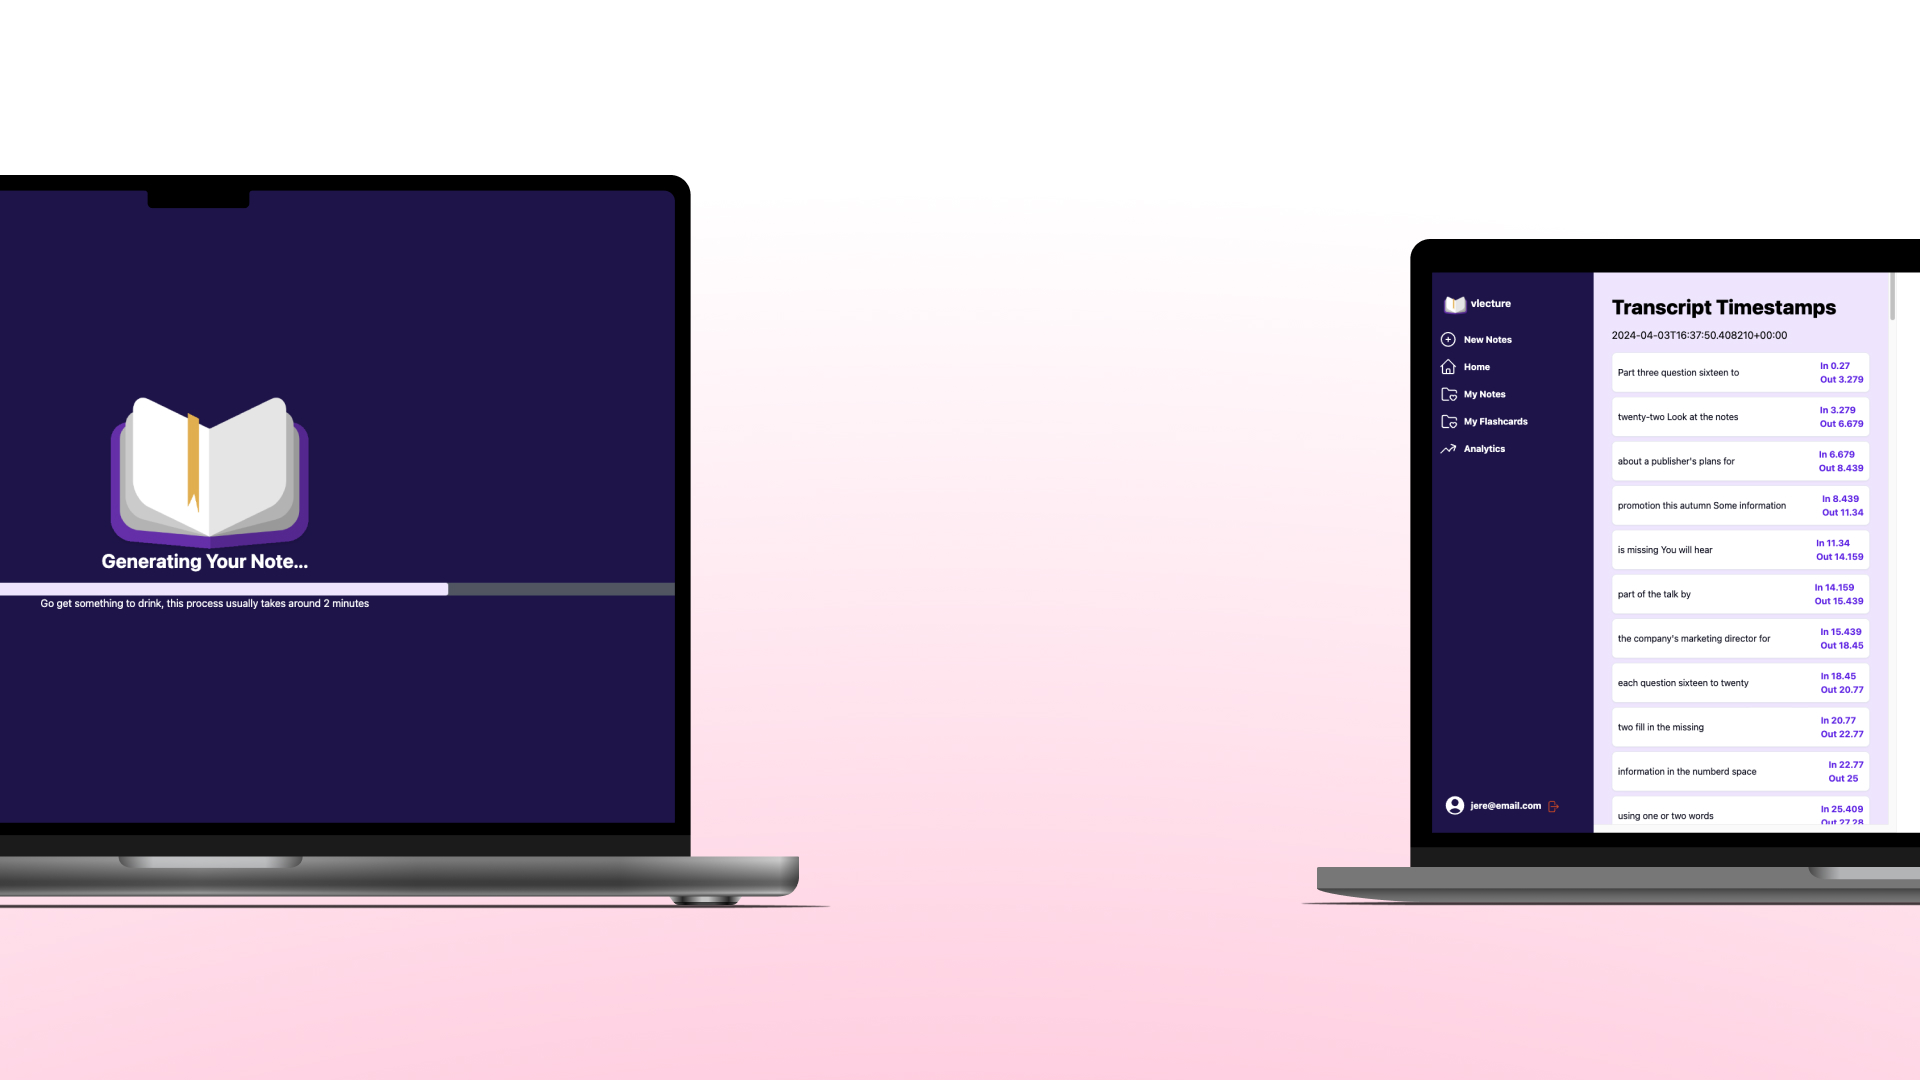 Generating Your Note...
Go get something to drink, this process usually takes around 2 minutes
vlecture
New Notes
Home
My Notes
My Flashcards
Analytics
jere@email.com
Transcript Timestamps
2024-04-03T16:37:50.408210+00:00
Part three question sixteen to
In 0.27
Out 3.279
twenty-two Look at the notes
In 3.279
Out 6.679
about a publisher's plans for
In 6.679
Out 8.439
promotion this autumn Some information
In 8.439
Out 11.34
is missing You will hear
In 11.34
Out 14.159
part of the talk by
In 14.159
Out 15.439
the company's marketing director for
In 15.439
Out 18.45
each question sixteen to twenty
In 18.45
Out 20.77
two fill in the missing
In 20.77
Out 22.77
information in the numberd space
In 22.77
Out 25
using one or two words
In 25.409
Out 27.28